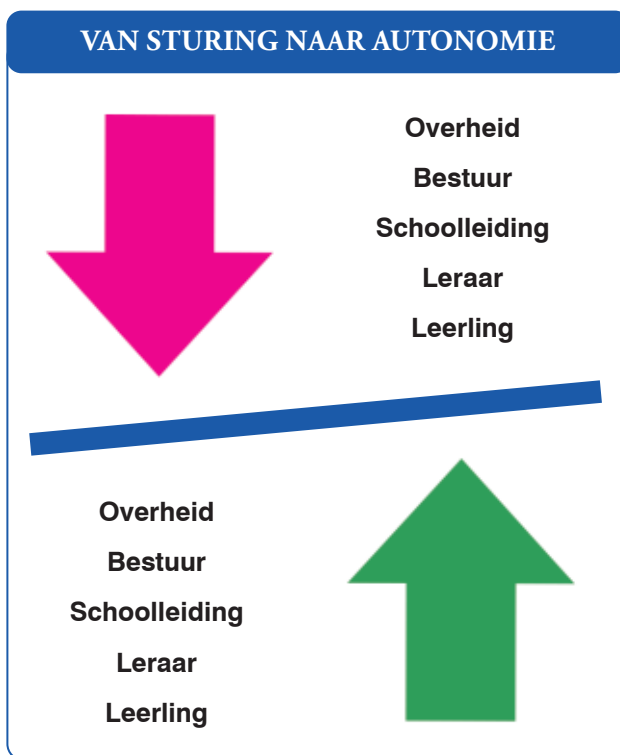 VAN STURING NAAR AUTONOMIE
Overheid
Bestuur
Schoolleiding
Leraar
Leerling
Overheid
Bestuur
Schoolleiding
Leraar
Leerling